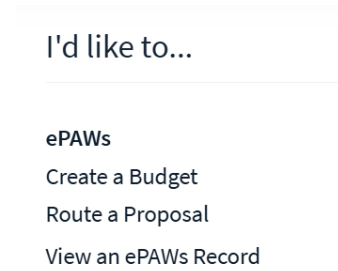 I'd like to...
ePAWs
Create a Budget
Route a Proposal
View an ePAWs Record